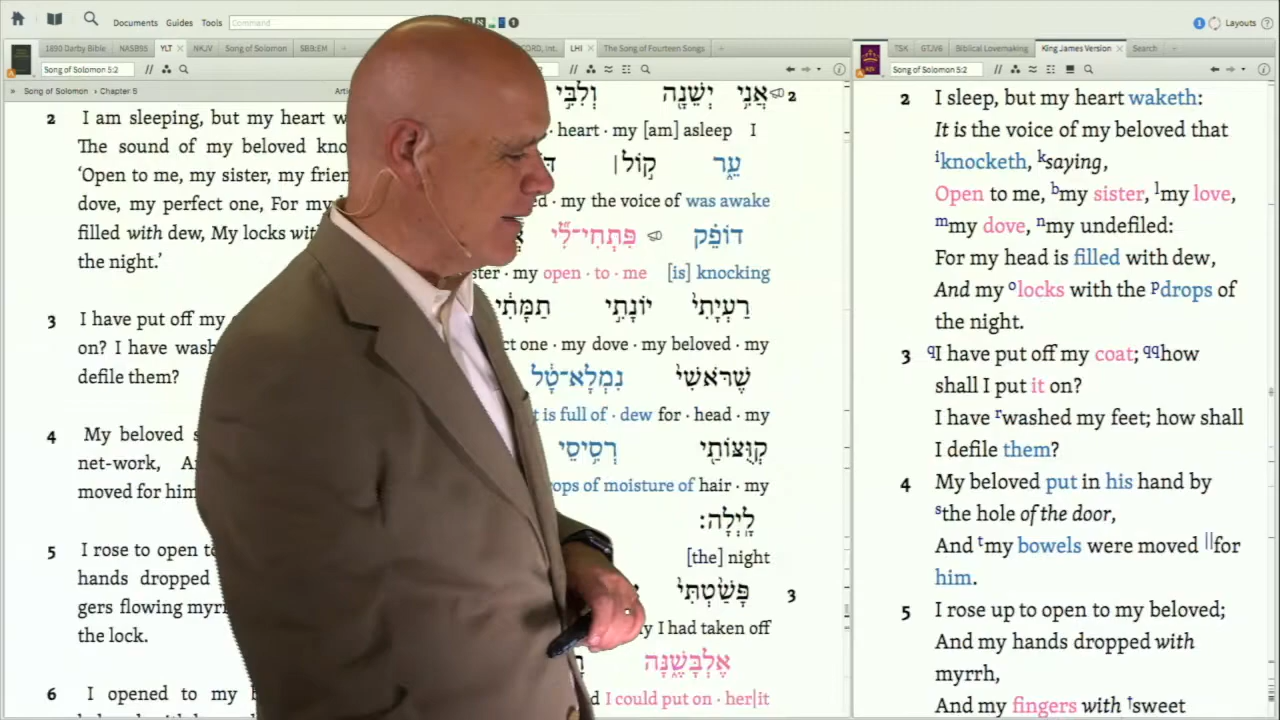 Documents Guides Tools Command Layouts
1890 Darby Bible NASB95 YLT NKJV Song of Solomon SBB:EM
Song of Solomon 5:2
Song of Solomon » Chapter 5
2 I am sleeping, but my heart
The sound of my beloved
‘Open to me, my sister, my
dove, my perfect one, For my
filled with dew, My locks
the night.’
3 I have put off my
on? I have
defile them?
4 My beloved
net-work,
moved for him
5 I rose to open
hands dropped
flowing
the lock.
6 I opened to my
LHI The Song of Fourteen Songs
אֲנִ֥י יְשֵׁנָ֖ה וְלִבִּ֣י 2
heart · my [am] asleep I
עֵ֑ר ק֣וֹל׀
my the voice of was awake
דוֹפֵ֗ק פִּתְחִי־לִ֞י
my open · to · me [is] knocking
רַעְיָתִי֙ יוֹנָתִ֣י תַמָּתִ֔י
one · my dove · my beloved · my
שֶׁרֹּאשִׁי֙ נִמְלָא־טָ֔ל
is full of · dew for · head · my
קְוֻּצּוֹתַ֖י רְסִ֥יסֵי
of moisture of hair · my
לָֽיְלָה׃
[the] night
פָּשַׁ֙טְתִּי֙ 3
I had taken off
אֶלְבָּשֶׁ֑נָּה
I could put on · her|it
TSK GTJV6 Biblical Lovemaking King James Version Search
Song of Solomon 5:2
2 I sleep, but my heart waketh:
It is the voice of my beloved that
iknocketh, ksaying,
Open to me, bmy sister, lmy love,
mmy dove, nmy undefiled:
For my head is filled with dew,
And my olocks with the pdrops of
the night.
3 qI have put off my coat; qqhow
shall I put it on?
I have rwashed my feet; how shall
I defile them?
4 My beloved put in his hand by
sthe hole of the door,
And tmy bowels were moved ||for
him.
5 I rose up to open to my beloved;
And my hands dropped with
myrrh,
And my fingers with †sweet